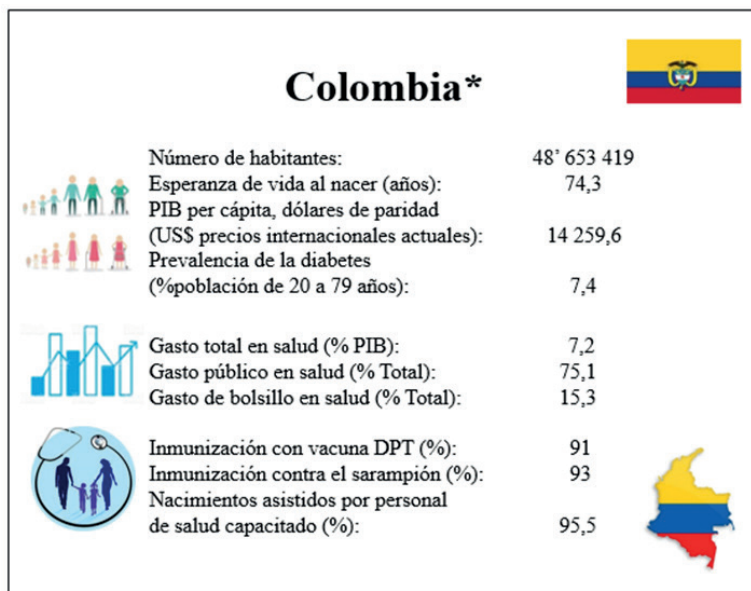 Colombia*
Número de habitantes: 48' 653 419
Esperanza de vida al nacer (años): 74,3
PIB per cápita, dólares de paridad
(US$ precios internacionales actuales): 14 259,6
Prevalencia de la diabetes
(%población de 20 a 79 años): 7,4
Gasto total en salud (% PIB): 7,2
Gasto público en salud (% Total): 75,1
Gasto de bolsillo en salud (% Total): 15,3
Inmunización con vacuna DPT (%): 91
Inmunización contra el sarampión (%): 93
Nacimientos asistidos por personal
de salud capacitado (%): 95,5